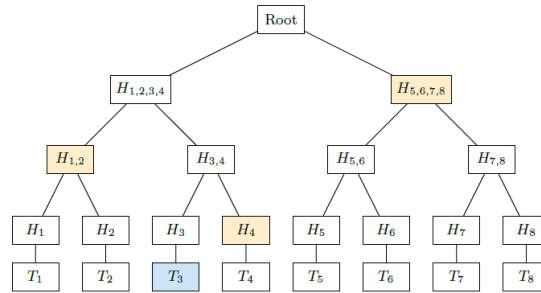 Root
H1,2,3,4 H5,6,7,8
H1,2 H3,4 H5,6 H7,8
H1 H2 H3 H4 H5 H6 H7 H8
T1 T2 T3 T4 T5 T6 T7 T8